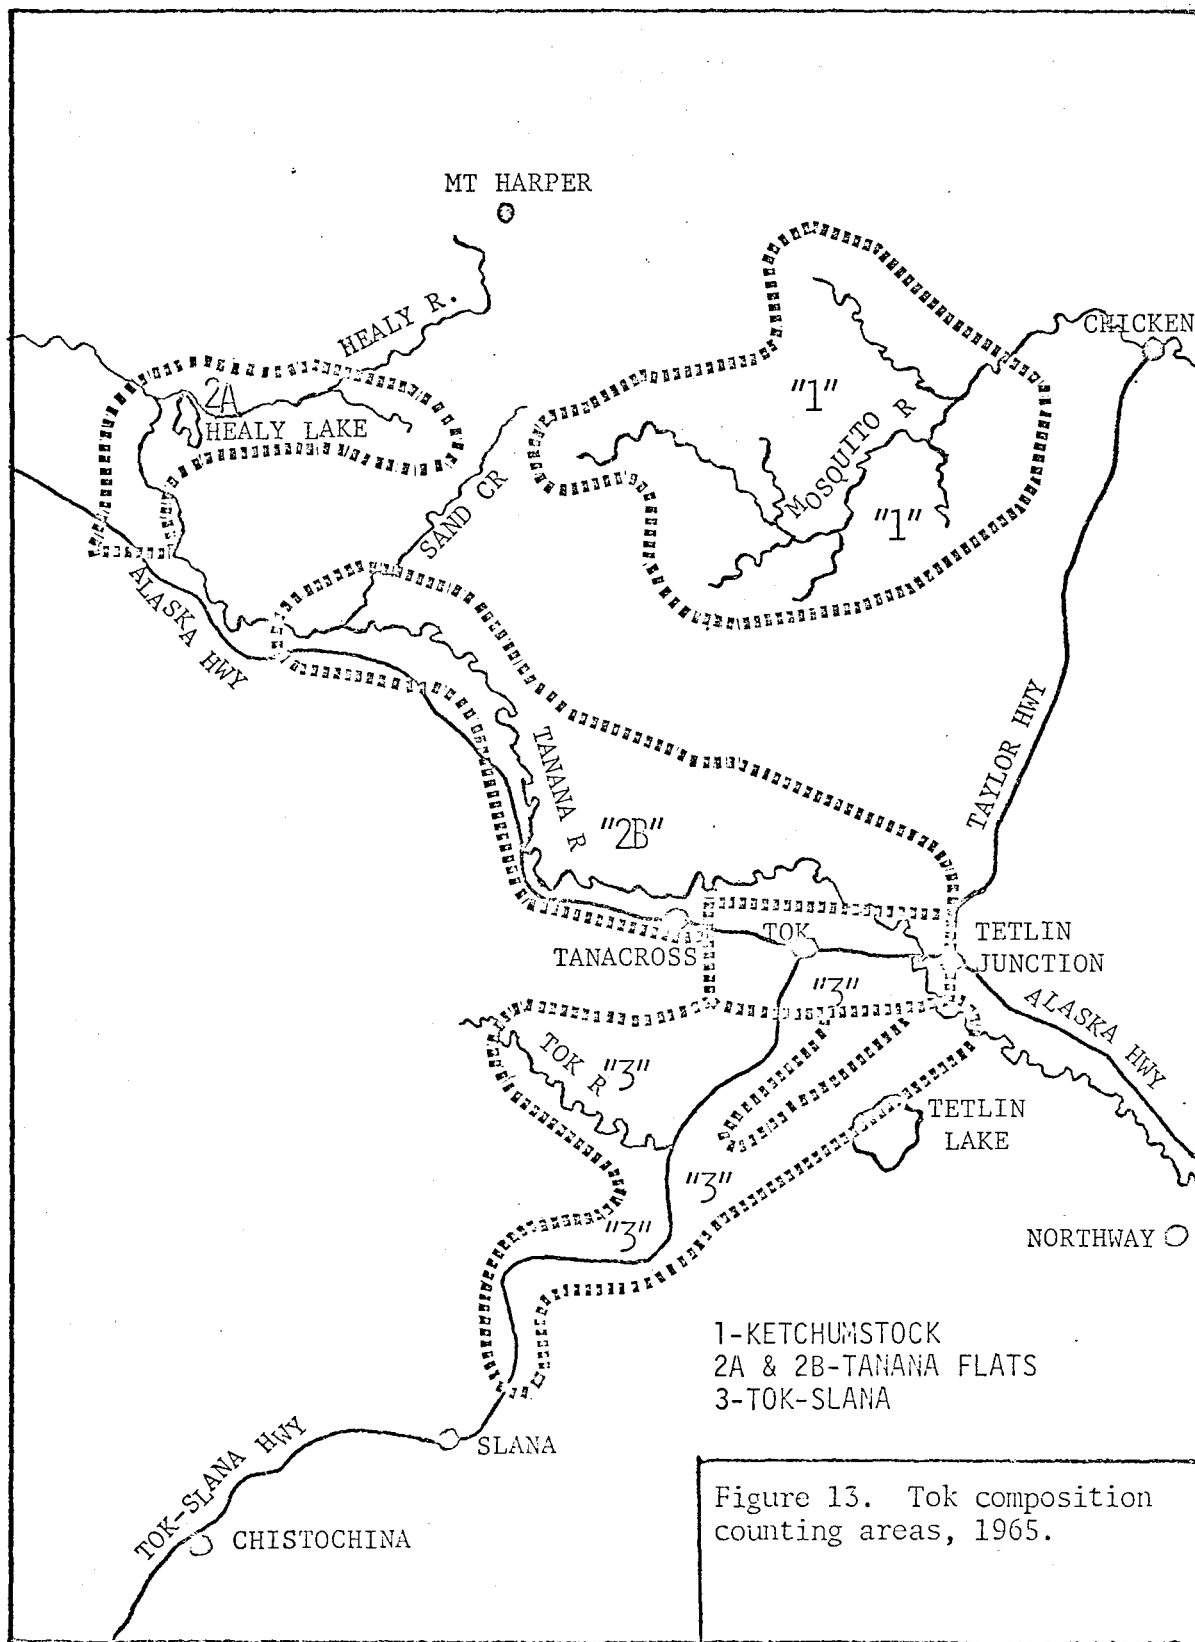 MT HARPER
HEALY R.
CHICKEN
2A
HEALY LAKE
"1"
MOSQUITO R
"1"
SAND CR
ALASKA HWY
TANANA R
TAYLOR HWY
"2B"
TANACROSS
TOK
TETLIN
JUNCTION
"3"
ALASKA HWY
TOK R
"3"
TETLIN
LAKE
"3"
"3"
NORTHWAY
1-KETCHUMSTOCK
2A & 2B-TANANA FLATS
3-TOK-SLANA
SLANA
TOK-SLANA HWY
CHISTOCHINA
Figure 13. Tok composition
counting areas, 1965.